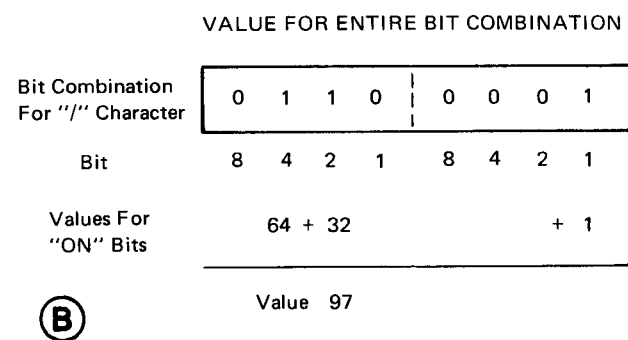 VALUE FOR ENTIRE BIT COMBINATION
Bit Combination
For "/" Character
0 1 1 0 0 0 0 1
Bit 8 4 2 1 8 4 2 1
Values For
"ON" Bits
64 + 32 + 1
Value 97
B